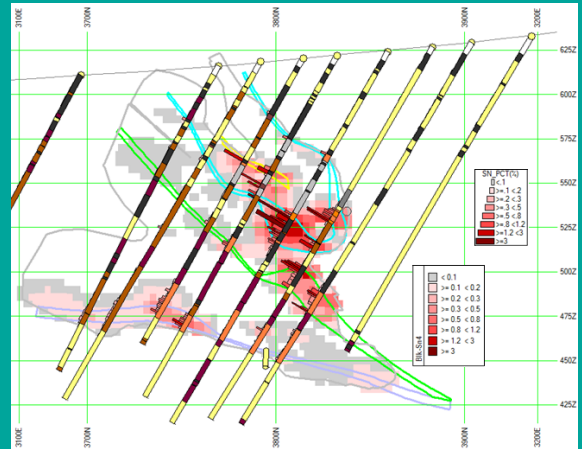 3100E
3700N
3800N
3900N
3200E
625Z
600Z
575Z
550Z
525Z
500Z
475Z
450Z
425Z
SN_PCT(%)
<.1
>=.1 <.2
>=.2 <.3
>=.3 <.5
>=.5 <.8
>=.8 <1.2
>=1.2 <3
>=3
Blk-Sn4
< 0.1
>= 0.1 < 0.2
>= 0.2 < 0.3
>= 0.3 < 0.5
>= 0.5 < 0.8
>= 0.8 < 1.2
>= 1.2 < 3
>= 3
3100E
3700N
3800N
3900N
3200E